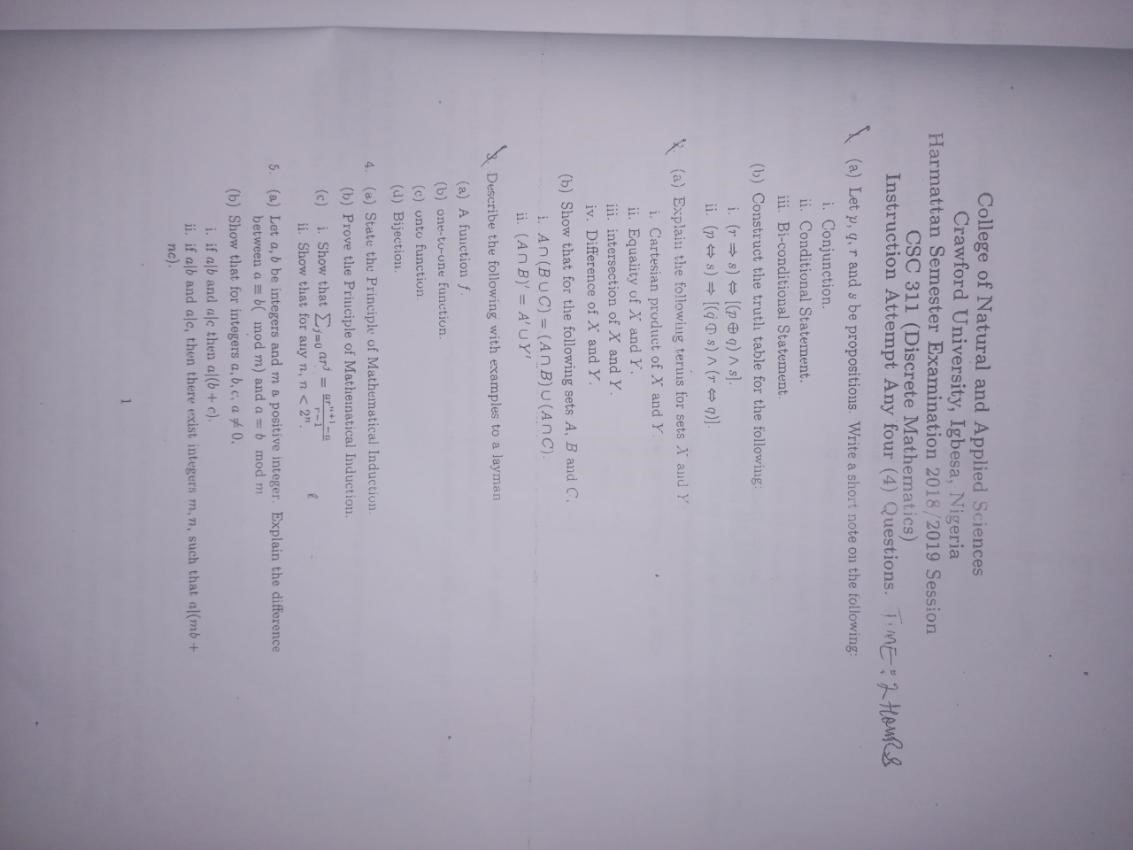 College of Natural and Applied Sciences
Crawford University, Igbesa, Nigeria
Harmattan Semester Examination 2018/2019 Session
CSC 311 (Discrete Mathematics)
Instruction Attempt Any four (4) Questions. TIME: 2 Hours
(a) Let p, q, r and s be propositions. Write a short note on the following:
i. Conjunction.
ii. Conditional Statement.
iii. Bi-conditional Statement.
(b) Construct the truth table for the following:
i. (r ⇒ s) ⇔ [(p ⊕ q) ∧ s].
ii. (p ⇔ s) ⇒ [(q ⊕ s) ∧ (r ⇔ q)].
(a) Explain the following terms for sets X and Y
i. Cartesian product of X and Y.
ii. Equality of X and Y.
iii. intersection of X and Y.
iv. Difference of X and Y.
(b) Show that for the following sets A, B and C,
i. A ∩ (B ∪ C) = (A ∩ B) ∪ (A ∩ C).
ii. (A ∩ B)' = A' ∪ Y'
3. Describe the following with examples to a layman
(a) A function f.
(b) one-to-one function.
(c) onto function.
(d) Bijection.
4. (a) State the Principle of Mathematical Induction.
(b) Prove the Principle of Mathematical Induction.
(c) i. Show that ∑j=0 ar^j = (ar^(n+1) − a)/(r−1)
ii. Show that for any n, n < 2^n.
5. (a) Let a, b be integers and m a positive integer. Explain the difference
between a ≡ b( mod m) and a = b mod m
(b) Show that for integers a, b, c, a ≠ 0,
i. if a|b and a|c then a|(b + c).
ii. if a|b and a|c, then there exist integers m, n, such that a|(mb +
nc).
1